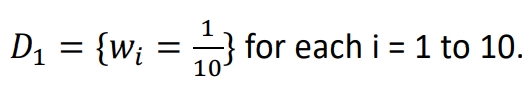 D₁ = {wᵢ = 1/10} for each i = 1 to 10.